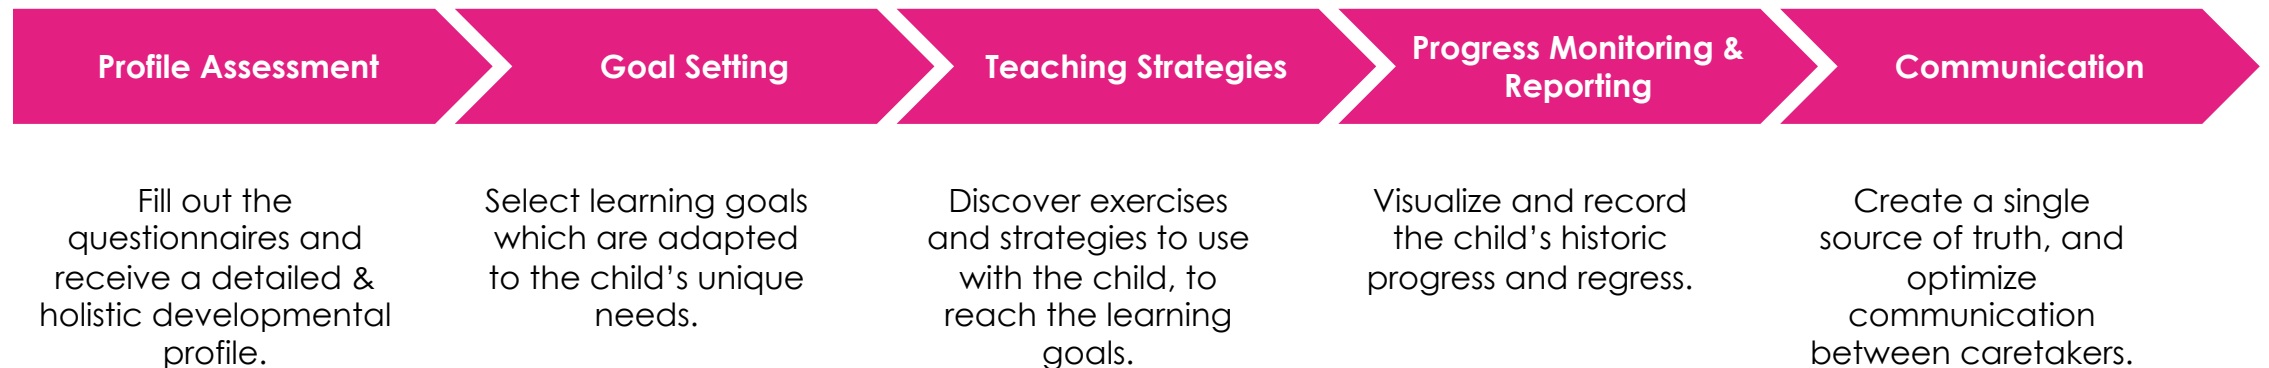 Profile Assessment
Goal Setting
Teaching Strategies
Progress Monitoring &
Reporting
Communication
Fill out the
questionnaires and
receive a detailed &
holistic developmental
profile.
Select learning goals
which are adapted
to the child’s unique
needs.
Discover exercises
and strategies to use
with the child, to
reach the learning
goals.
Visualize and record
the child’s historic
progress and regress.
Create a single
source of truth, and
optimize
communication
between caretakers.